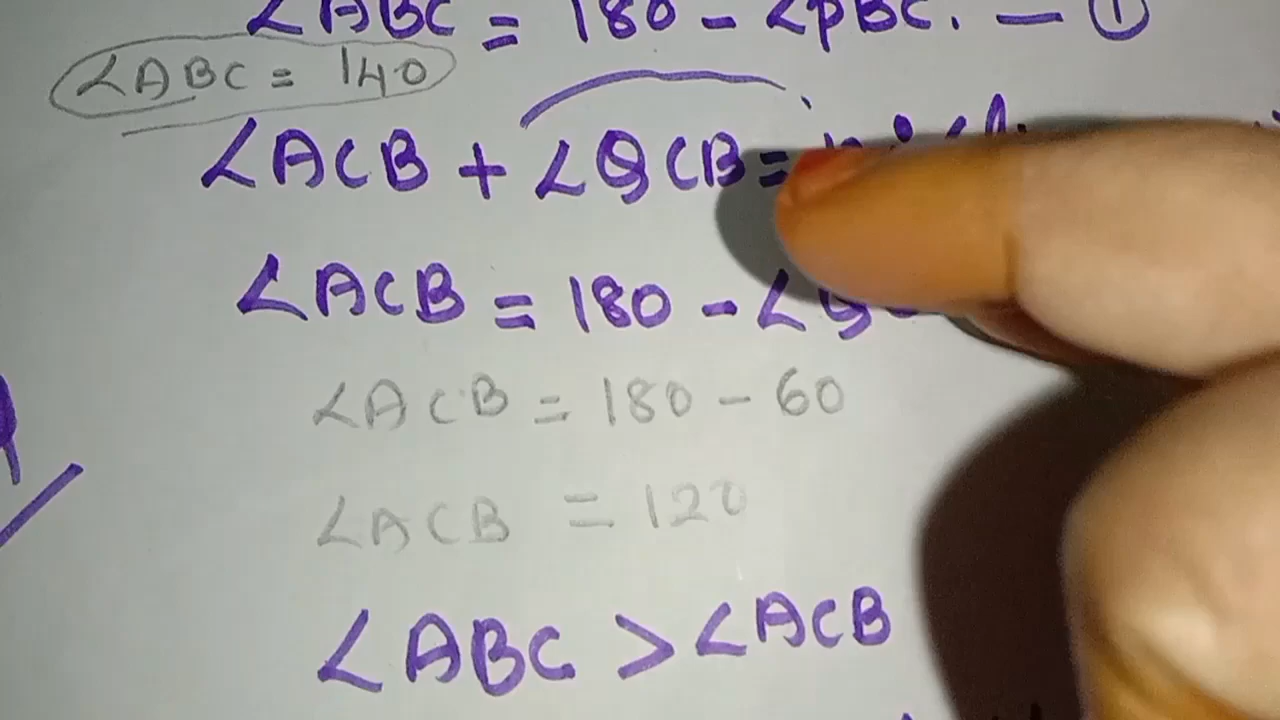 ∠ABC = 180 - ∠PBC. — ①
∠ABC = 140
∠ACB + ∠QCB =
∠ACB = 180 - ∠Q
∠ACB = 180 - 60
∠ACB = 120
∠ABC > ∠ACB